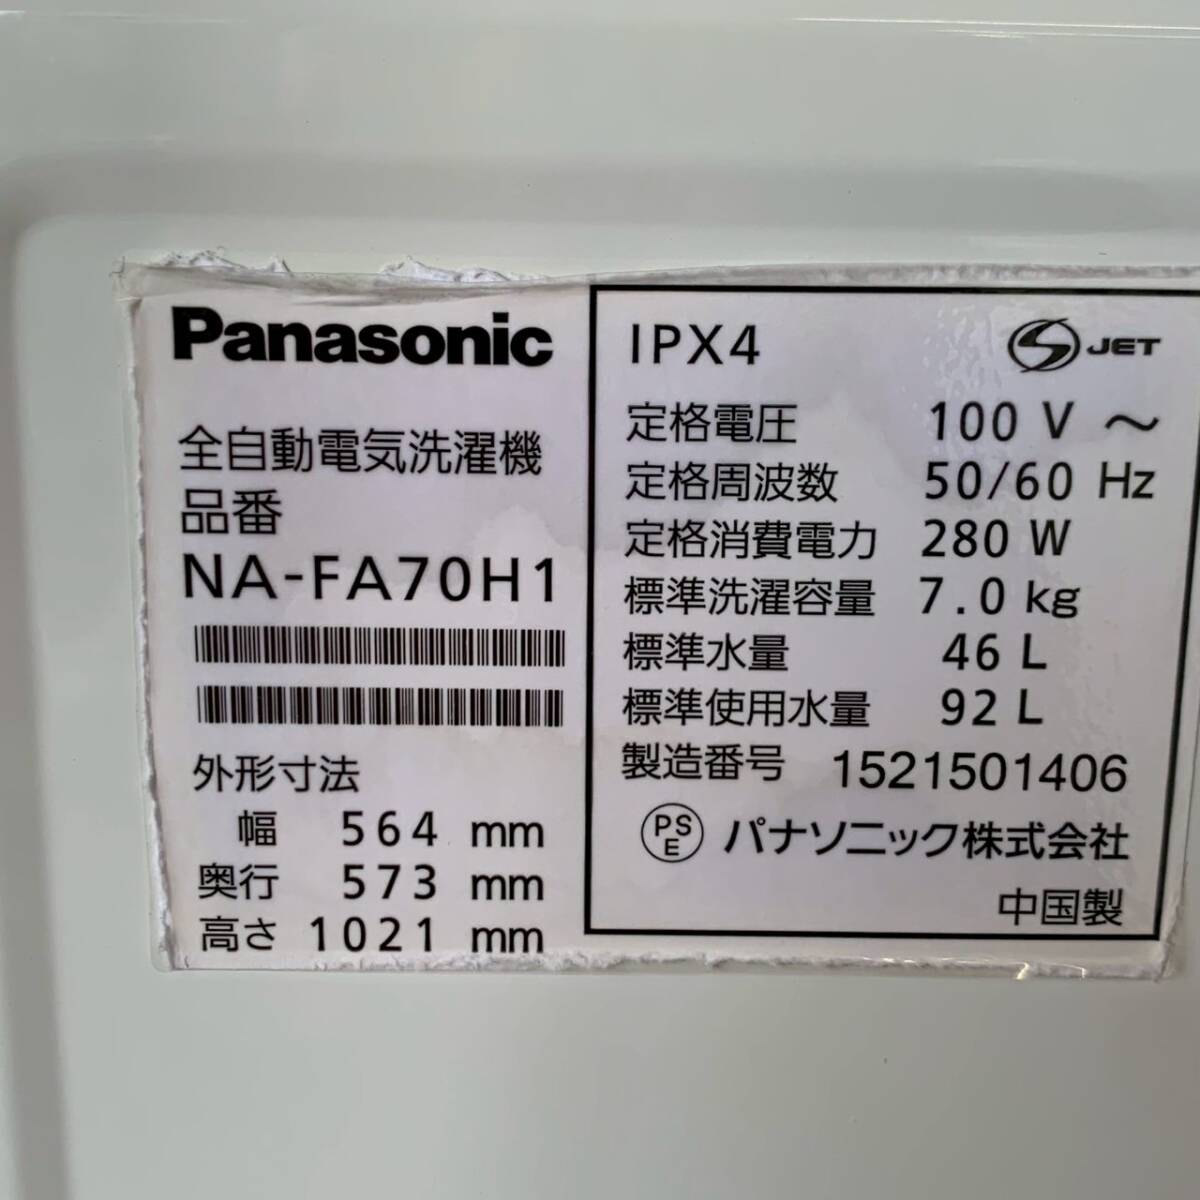 Panasonic
全自動電気洗濯機
品番
NA-FA70H1
外形寸法
幅 564 mm
奥行 573 mm
高さ 1021 mm
IPX4
S JET
定格電圧 100 V ～
定格周波数 50/60 Hz
定格消費電力 280 W
標準洗濯容量 7.0 kg
標準水量 46 L
標準使用水量 92 L
製造番号 1521501406
PSE パナソニック株式会社
中国製